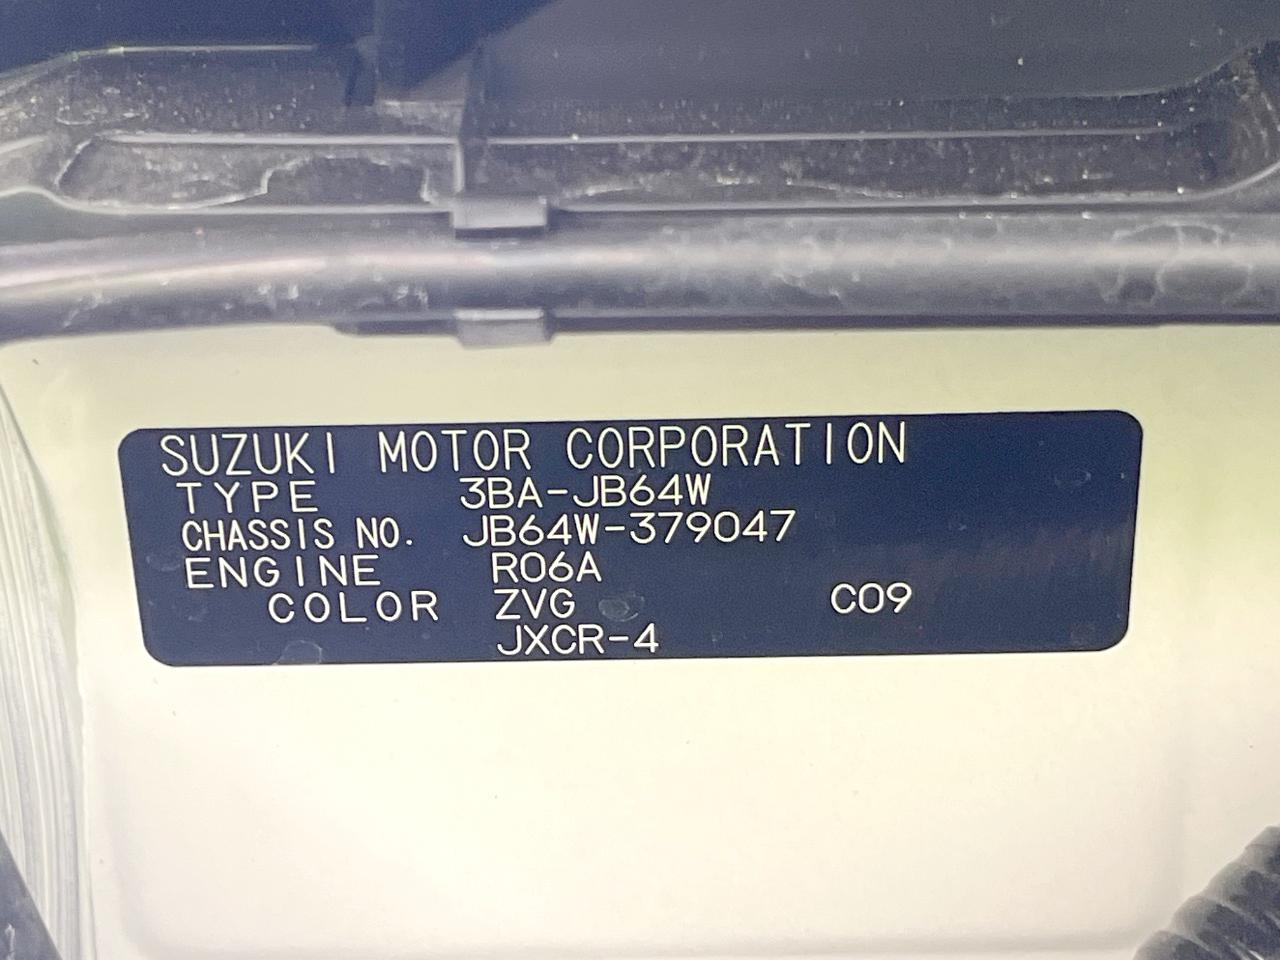 SUZUKI MOTOR CORPORATION
TYPE 3BA-JB64W
CHASSIS NO. JB64W-379047
ENGINE R06A
COLOR ZVG C09
JXCR-4